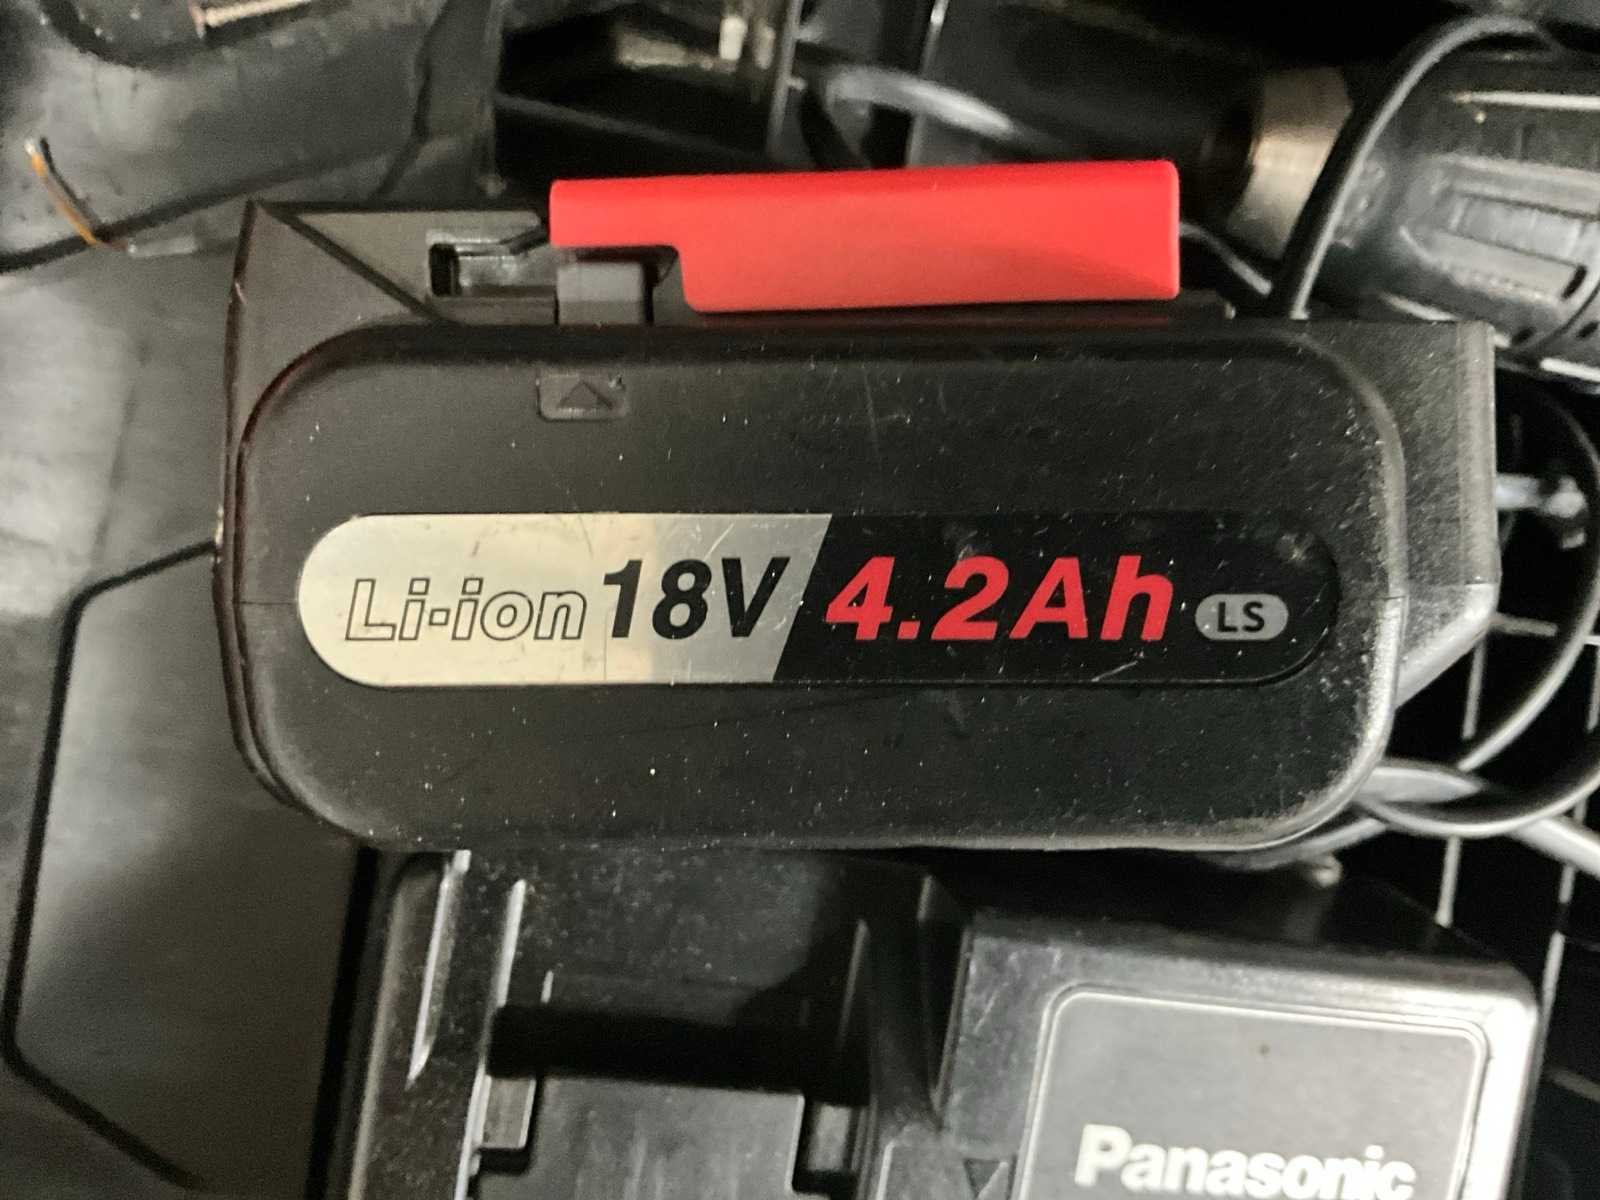 Li-ion 18V 4.2Ah LS
Panasonic